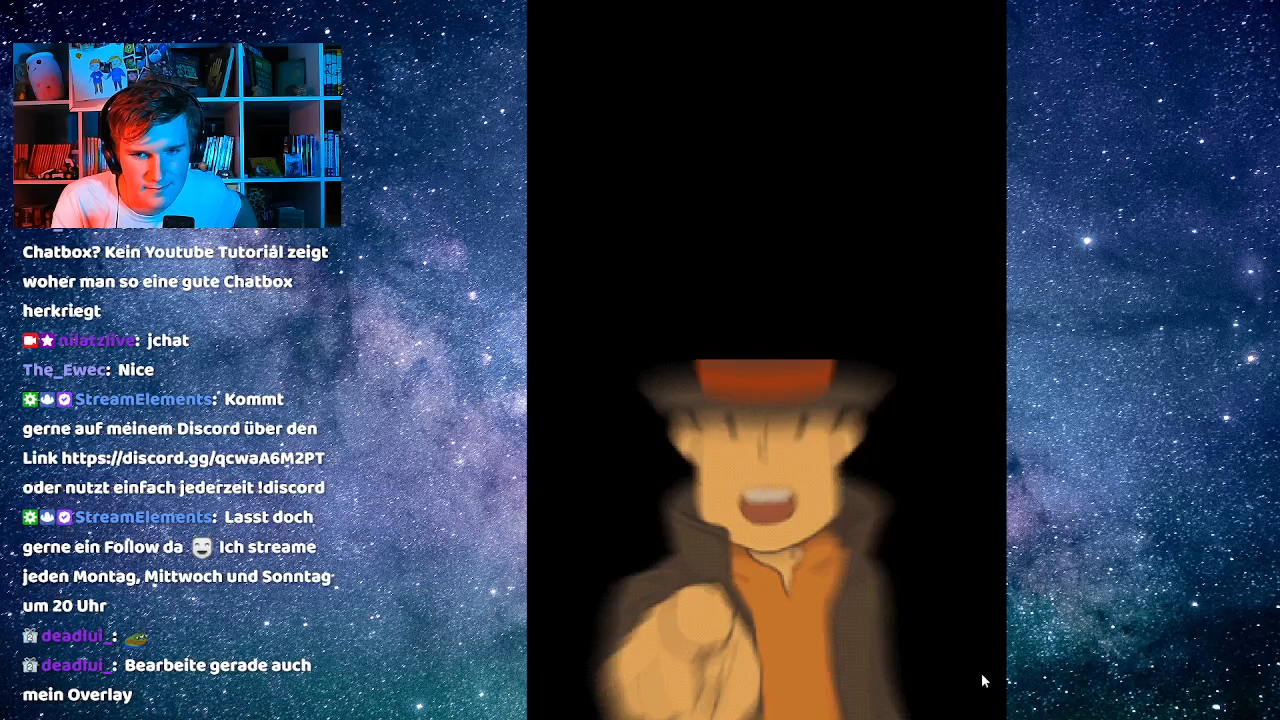 Chatbox? Kein Youtube Tutorial zeigt
woher man so eine gute Chatbox
herkriegt
nilatzlive: jchat
The_Ewec: Nice
StreamElements: Kommt
gerne auf meinem Discord über den
Link https://discord.gg/qcwaA6M2PT
oder nutzt einfach jederzeit !discord
StreamElements: Lasst doch
gerne ein Follow da Ich streame
jeden Montag, Mittwoch und Sonntag
um 20 Uhr
deadlui_:
deadlui_: Bearbeite gerade auch
mein Overlay